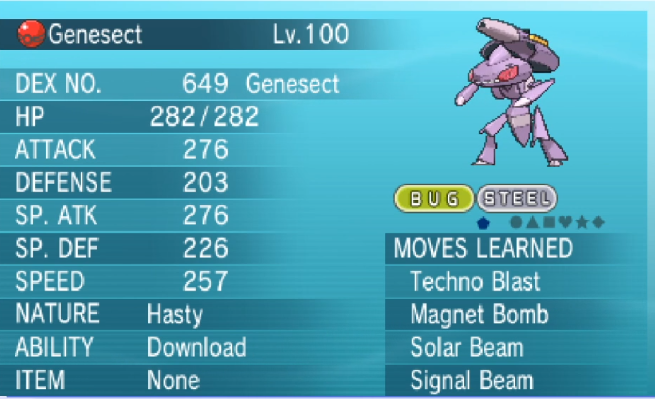 Genesect Lv.100
DEX NO. 649 Genesect
HP 282/282
ATTACK 276
DEFENSE 203
SP. ATK 276
SP. DEF 226
SPEED 257
NATURE Hasty
ABILITY Download
ITEM None
BUG STEEL
MOVES LEARNED
Techno Blast
Magnet Bomb
Solar Beam
Signal Beam